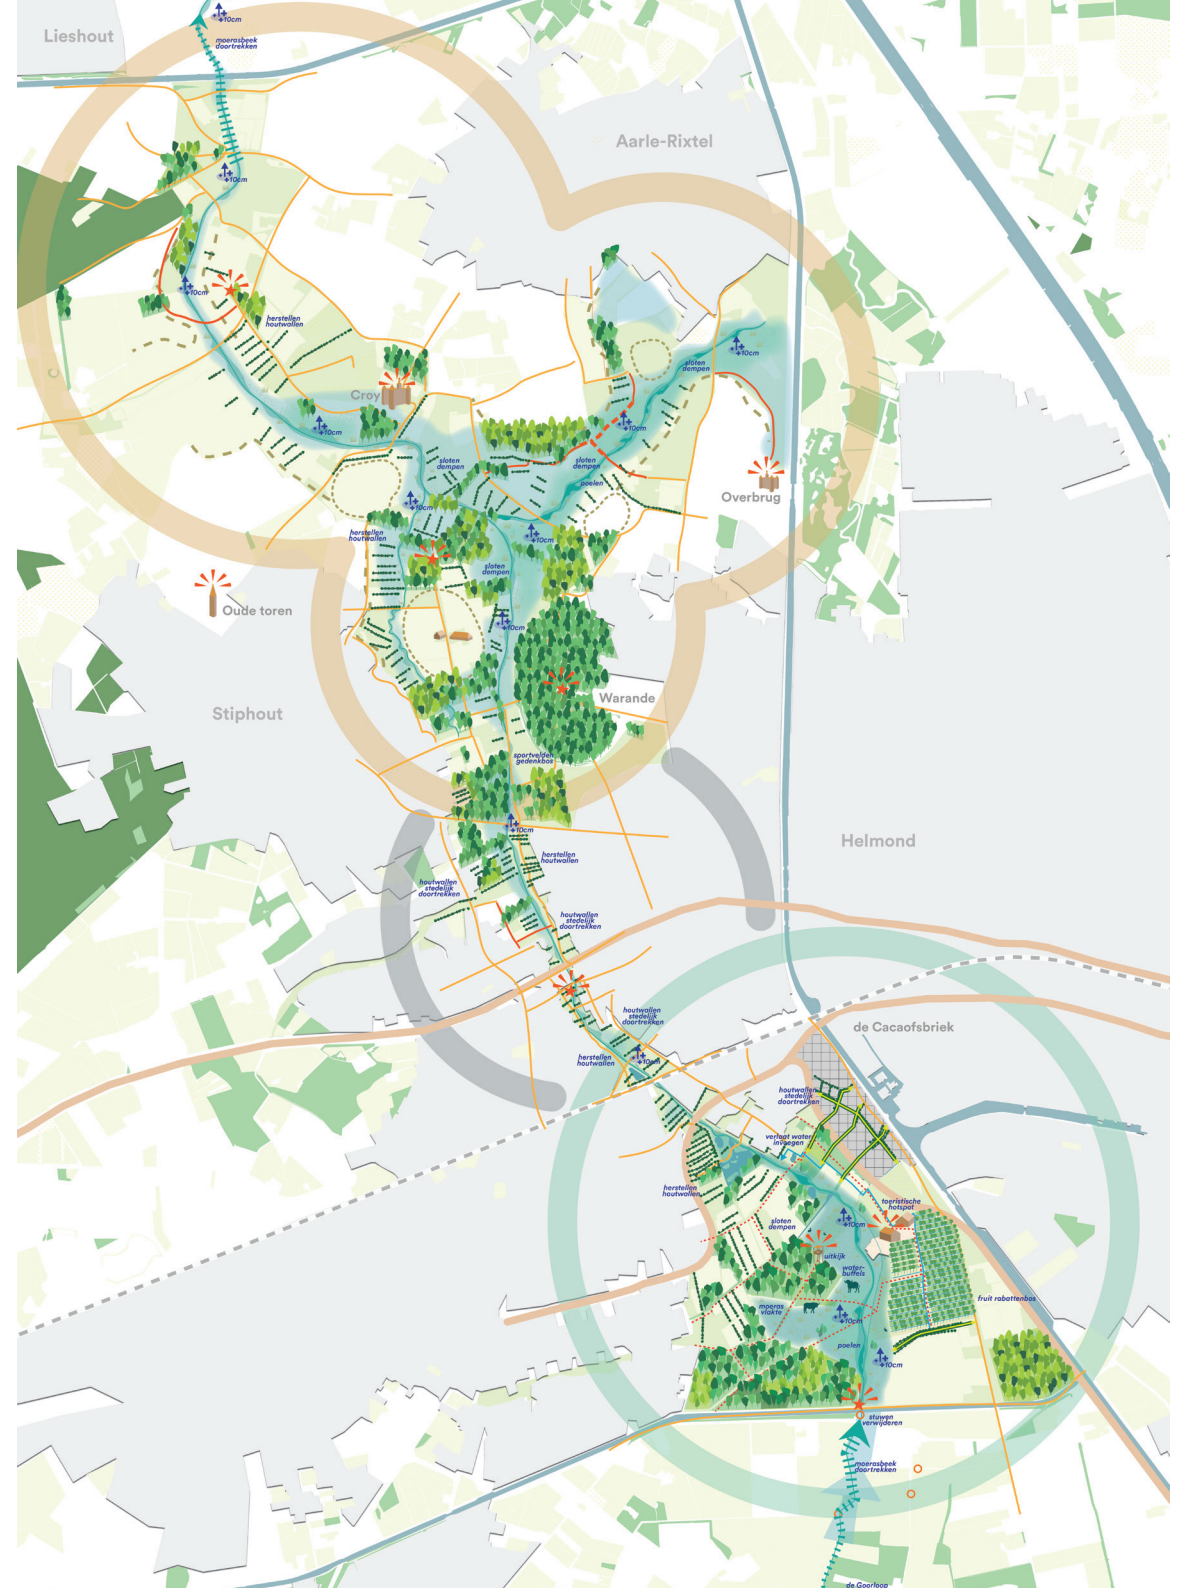 Lieshout
+10cm
moerasbeek
doortrekken
Aarle-Rixtel
+10cm
+10cm
herstellen
houtwallen
+10cm
sloten
dempen
Croy
+10cm
+10cm
sloten
dempen
sloten
dempen
poelen
Overbrug
+10cm
herstellen
houtwallen
+10cm
sloten
dempen
Oude toren
+10cm
Warande
Stiphout
sportvelden
gedenkbos
+10cm
Helmond
herstellen
houtwallen
houtwallen
stedelijk
doortrekken
houtwallen
stedelijk
doortrekken
houtwallen
stedelijk
doortrekken
de Cacaofsbriek
herstellen
houtwallen
+10cm
houtwallen
stedelijk
doortrekken
verlaat water
invoegen
herstellen
houtwallen
toeristische
hotspot
sloten
dempen
+10cm
uitkijk
water-
buffels
fruit rabattenbos
moeras
vlakte
+10cm
poelen
+10cm
stuwen
verwijderen
moerasbeek
doortrekken
de Goorloop